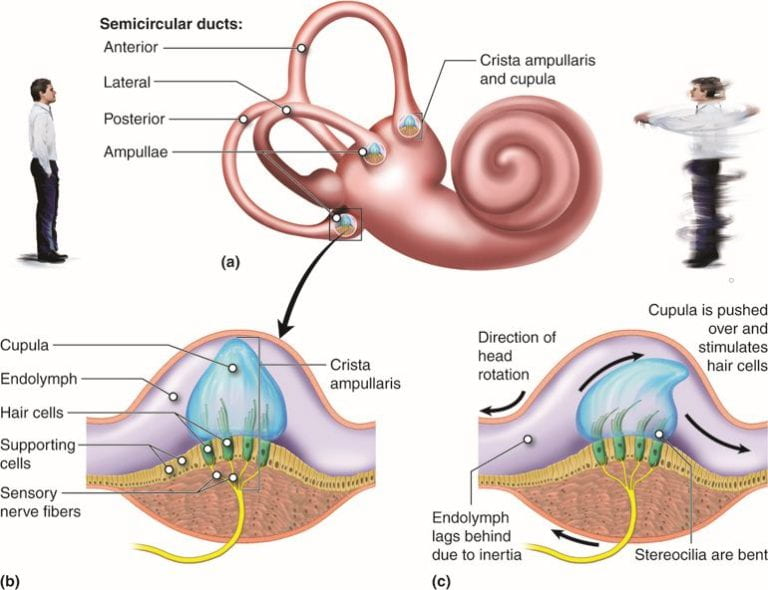 Semicircular ducts:
Anterior
Lateral
Posterior
Ampullae
Crista ampullaris
and cupula
(a)
Cupula
Endolymph
Hair cells
Supporting
cells
Sensory
nerve fibers
Crista
ampullaris
(b)
Direction of
head
rotation
Cupula is pushed
over and
stimulates
hair cells
Endolymph
lags behind
due to inertia
Stereocilia are bent
(c)